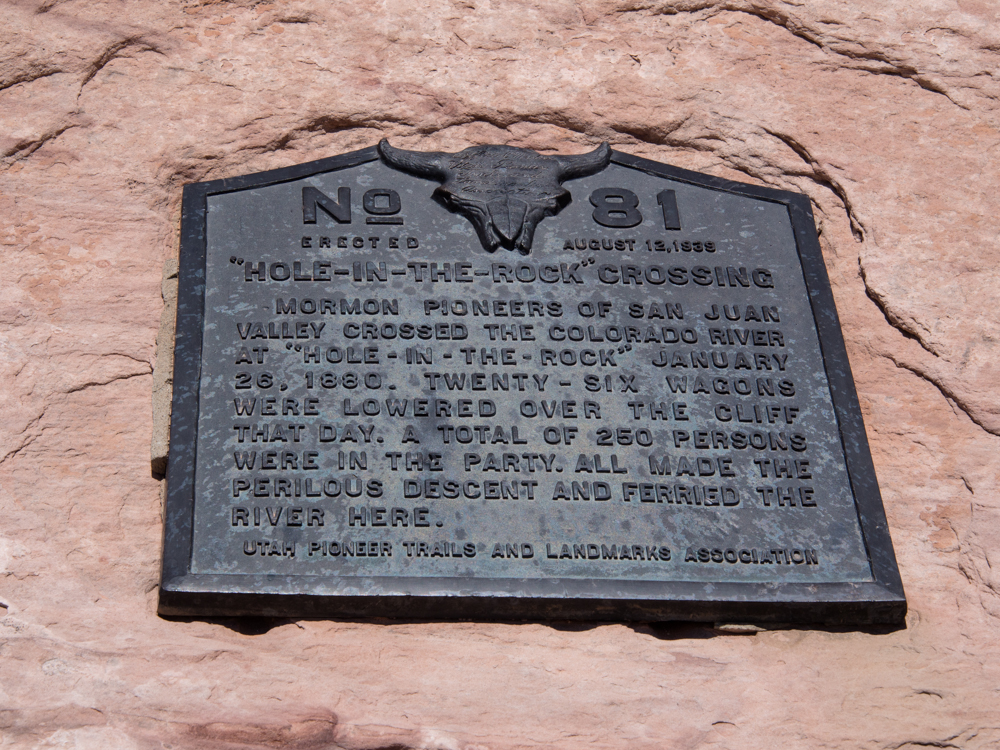 No 81
ERECTED AUGUST 12, 1939
"HOLE-IN-THE-ROCK" CROSSING
MORMON PIONEERS OF SAN JUAN
VALLEY CROSSED THE COLORADO RIVER
AT "HOLE-IN-THE-ROCK" JANUARY
26, 1880. TWENTY-SIX WAGONS
WERE LOWERED OVER THE CLIFF
THAT DAY. A TOTAL OF 250 PERSONS
WERE IN THE PARTY. ALL MADE THE
PERILOUS DESCENT AND FERRIED THE
RIVER HERE.
UTAH PIONEER TRAILS AND LANDMARKS ASSOCIATION